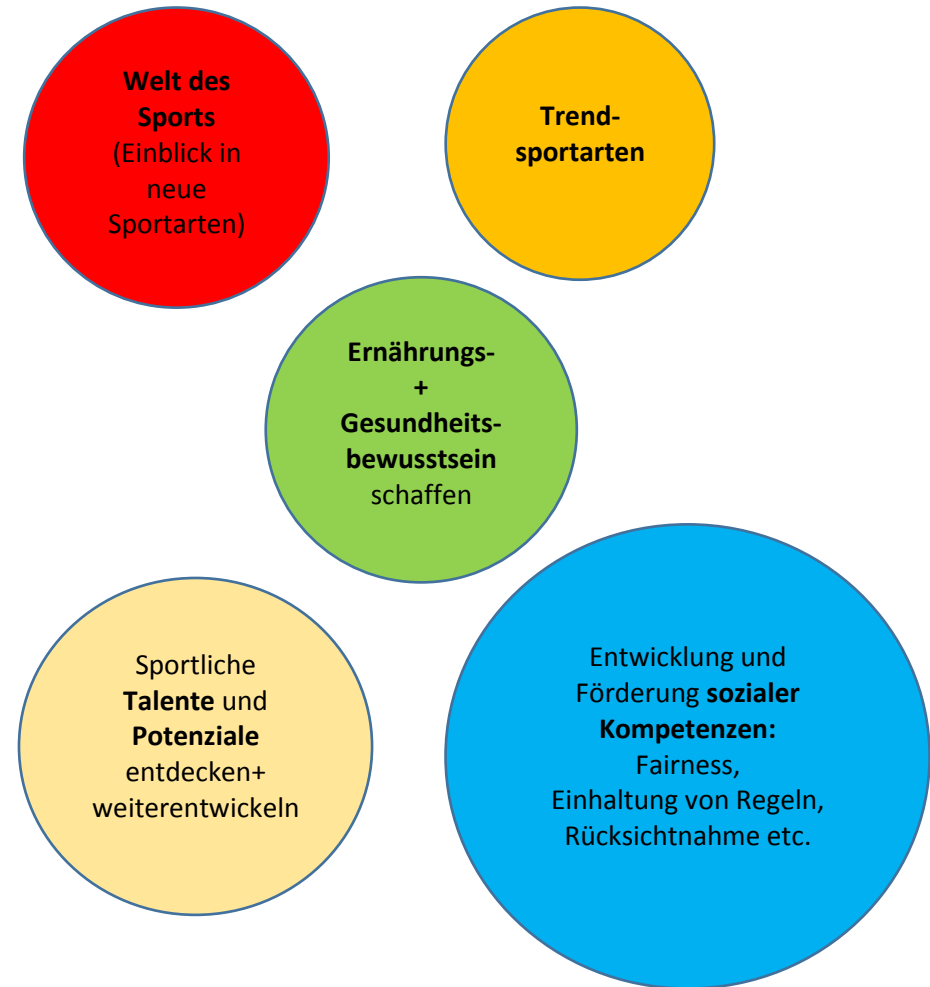 Welt des
Sports
(Einblick in
neue
Sportarten)
Trend-
sportarten
Ernährungs-
+
Gesundheits-
bewusstsein
schaffen
Sportliche
Talente und
Potenziale
entdecken+
weiterentwickeln
Entwicklung und
Förderung sozialer
Kompetenzen:
Fairness,
Einhaltung von Regeln,
Rücksichtnahme etc.